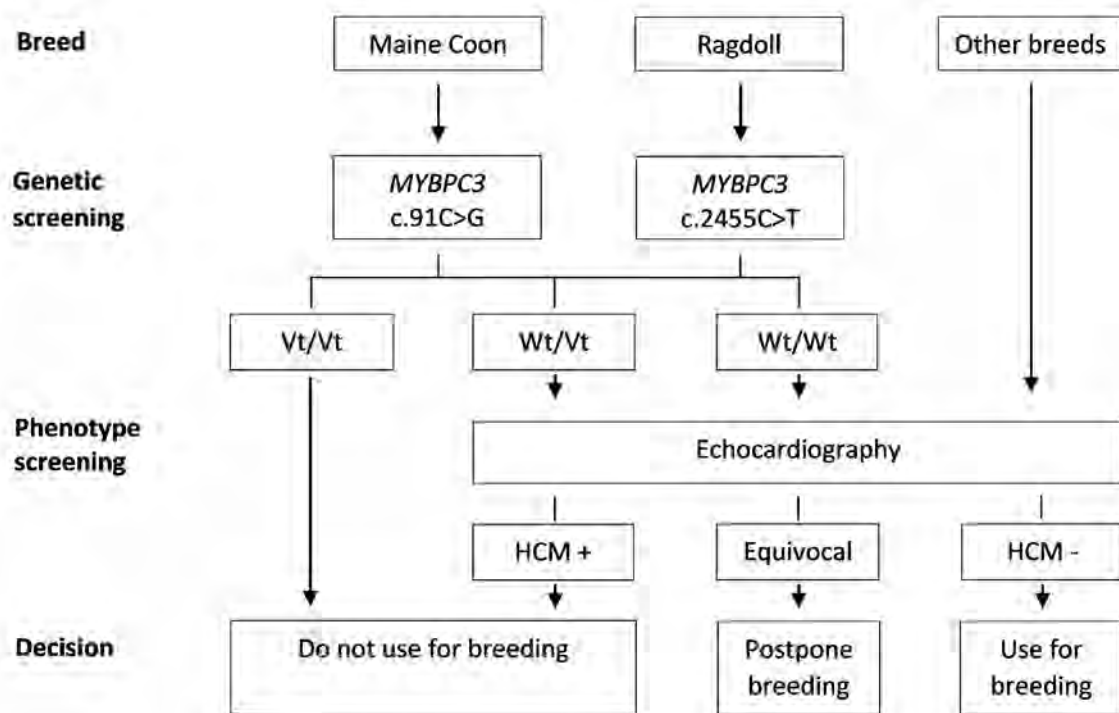 Breed
Maine Coon
Ragdoll
Other breeds
Genetic
screening
MYBPC3
c.91C>G
MYBPC3
c.2455C>T
Vt/Vt
Wt/Vt
Wt/Wt
Phenotype
screening
Echocardiography
HCM +
Equivocal
HCM -
Decision
Do not use for breeding
Postpone
breeding
Use for
breeding